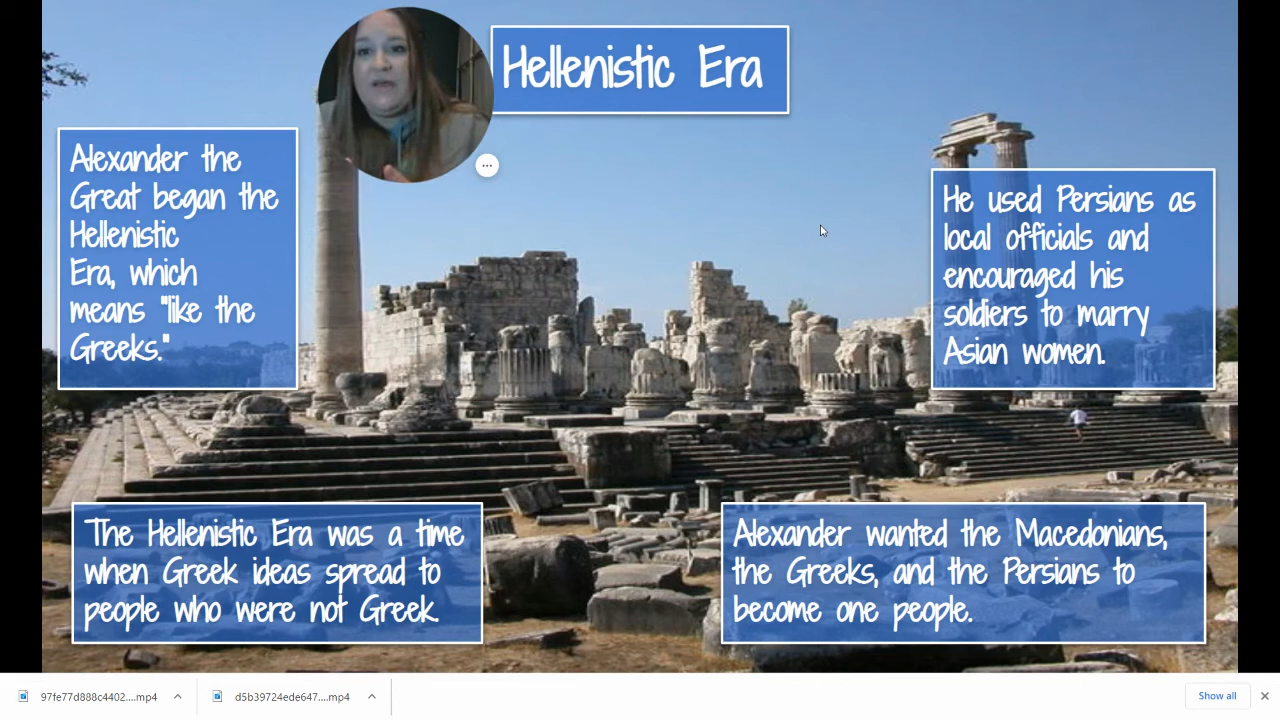 Hellenistic Era
Alexander the
Great began the
Hellenistic
Era, which
means "like the
Greeks."
He used Persians as
local officials and
encouraged his
soldiers to marry
Asian women.
The Hellenistic Era was a time
when Greek ideas spread to
people who were not Greek.
Alexander wanted the Macedonians,
the Greeks, and the Persians to
become one people.
97fe77d888c4402....mp4
d5b39724ede647....mp4
Show all